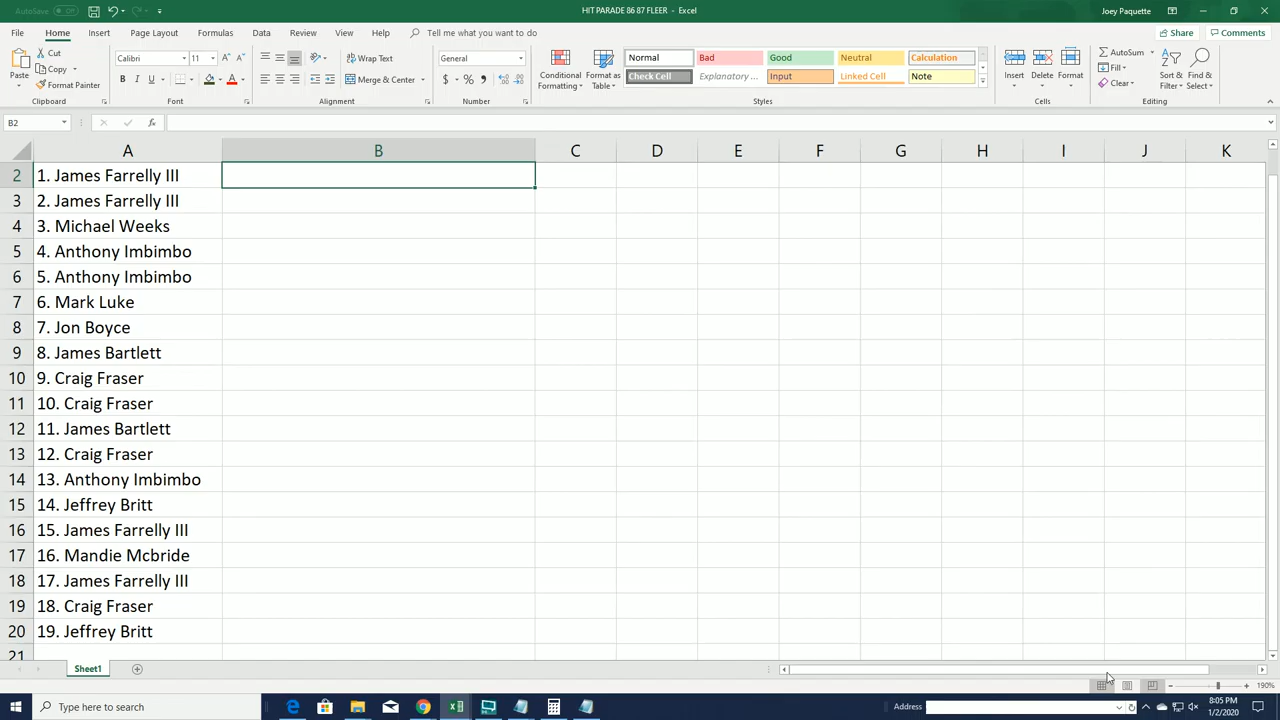 AutoSave Off
HIT PARADE 86 87 FLEER - Excel
Joey Paquette
File Home Insert Page Layout Formulas Data Review View Help Tell me what you want to do Share Comments
Paste
Cut
Copy
Format Painter
Clipboard
Calibri 11
B I U
Font
Wrap Text
Merge & Center
Alignment
General
$ % ,
Number
Conditional Formatting
Format as Table
Normal Bad Good Neutral Calculation
Check Cell Explanatory ... Input Linked Cell Note
Styles
Insert Delete Format
Cells
AutoSum
Fill
Clear
Sort & Filter
Find & Select
Editing
B2
fx
A B C D E F G H I J K
2 1. James Farrelly III
3 2. James Farrelly III
4 3. Michael Weeks
5 4. Anthony Imbimbo
6 5. Anthony Imbimbo
7 6. Mark Luke
8 7. Jon Boyce
9 8. James Bartlett
10 9. Craig Fraser
11 10. Craig Fraser
12 11. James Bartlett
13 12. Craig Fraser
14 13. Anthony Imbimbo
15 14. Jeffrey Britt
16 15. James Farrelly III
17 16. Mandie Mcbride
18 17. James Farrelly III
19 18. Craig Fraser
20 19. Jeffrey Britt
21
Sheet1
190%
Type here to search
Address
8:05 PM
1/2/2020